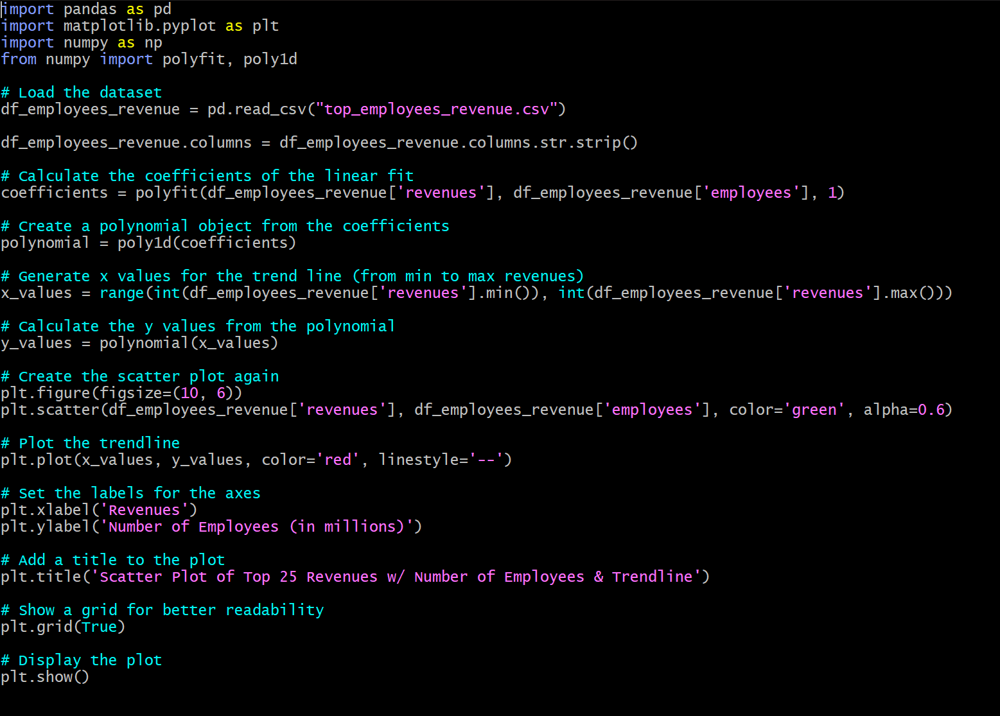 import pandas as pd
import matplotlib.pyplot as plt
import numpy as np
from numpy import polyfit, poly1d

# Load the dataset
df_employees_revenue = pd.read_csv("top_employees_revenue.csv")

df_employees_revenue.columns = df_employees_revenue.columns.str.strip()

# Calculate the coefficients of the linear fit
coefficients = polyfit(df_employees_revenue['revenues'], df_employees_revenue['employees'], 1)

# Create a polynomial object from the coefficients
polynomial = poly1d(coefficients)

# Generate x values for the trend line (from min to max revenues)
x_values = range(int(df_employees_revenue['revenues'].min()), int(df_employees_revenue['revenues'].max()))

# Calculate the y values from the polynomial
y_values = polynomial(x_values)

# Create the scatter plot again
plt.figure(figsize=(10, 6))
plt.scatter(df_employees_revenue['revenues'], df_employees_revenue['employees'], color='green', alpha=0.6)

# Plot the trendline
plt.plot(x_values, y_values, color='red', linestyle='--')

# Set the labels for the axes
plt.xlabel('Revenues')
plt.ylabel('Number of Employees (in millions)')

# Add a title to the plot
plt.title('Scatter Plot of Top 25 Revenues w/ Number of Employees & Trendline')

# Show a grid for better readability
plt.grid(True)

# Display the plot
plt.show()